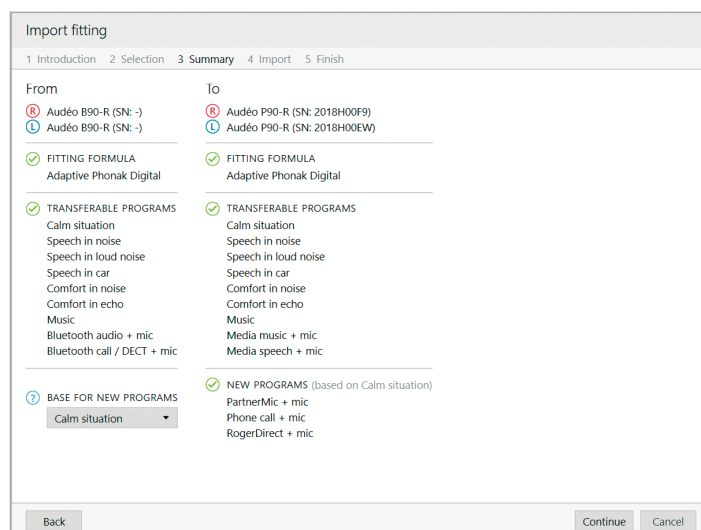 Import fitting
1 Introduction 2 Selection 3 Summary 4 Import 5 Finish
From
R Audéo B90-R (SN: -)
L Audéo B90-R (SN: -)
FITTING FORMULA
Adaptive Phonak Digital
TRANSFERABLE PROGRAMS
Calm situation
Speech in noise
Speech in loud noise
Speech in car
Comfort in noise
Comfort in echo
Music
Bluetooth audio + mic
Bluetooth call / DECT + mic
? BASE FOR NEW PROGRAMS
Calm situation
To
R Audéo P90-R (SN: 2018H00F9)
L Audéo P90-R (SN: 2018H00EW)
FITTING FORMULA
Adaptive Phonak Digital
TRANSFERABLE PROGRAMS
Calm situation
Speech in noise
Speech in loud noise
Speech in car
Comfort in noise
Comfort in echo
Music
Media music + mic
Media speech + mic
NEW PROGRAMS (based on Calm situation)
PartnerMic + mic
Phone call + mic
RogerDirect + mic
Back
Continue
Cancel